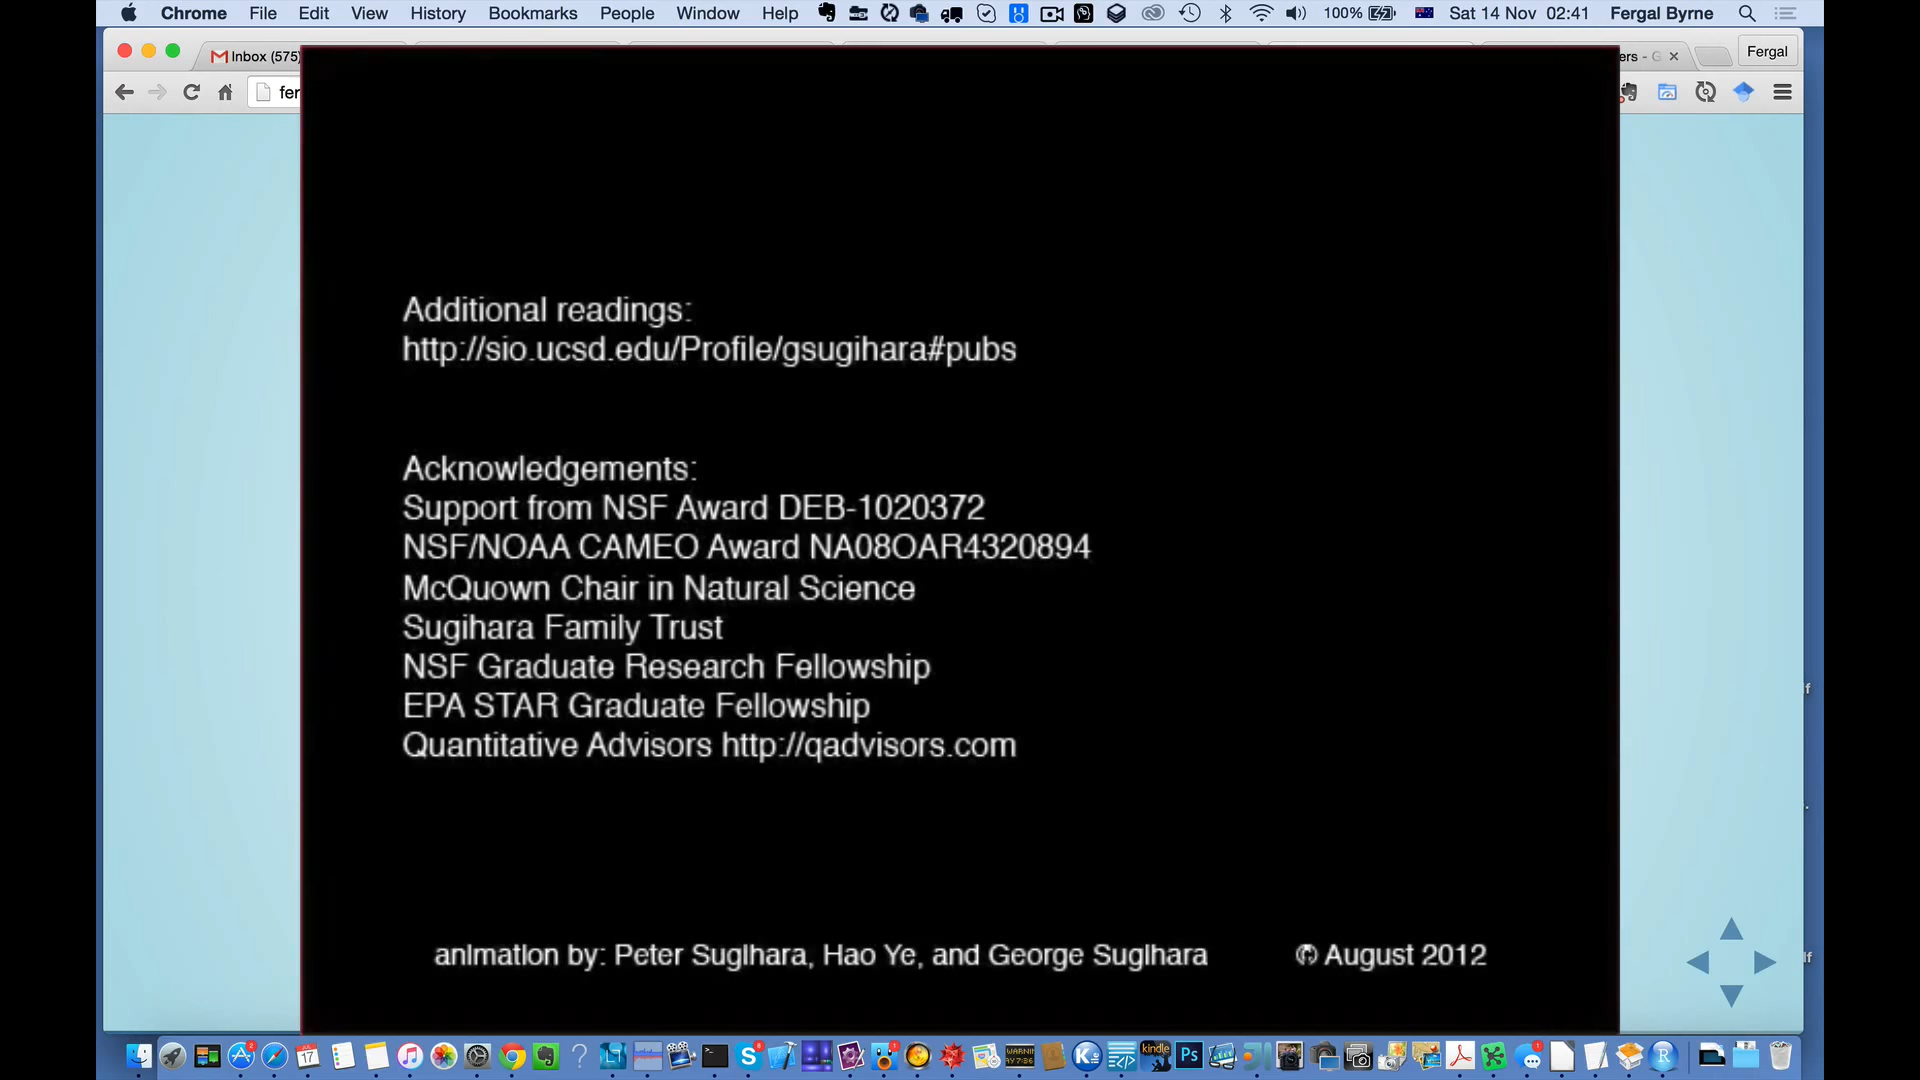 Chrome File Edit View History Bookmarks People Window Help 100% Sat 14 Nov 02:41 Fergal Byrne
Inbox (575) ers - G Fergal
fer
Additional readings:
http://sio.ucsd.edu/Profile/gsugihara#pubs
Acknowledgements:
Support from NSF Award DEB-1020372
NSF/NOAA CAMEO Award NA08OAR4320894
McQuown Chair in Natural Science
Sugihara Family Trust
NSF Graduate Research Fellowship
EPA STAR Graduate Fellowship
Quantitative Advisors http://qadvisors.com
animation by: Peter Sugihara, Hao Ye, and George Sugihara © August 2012